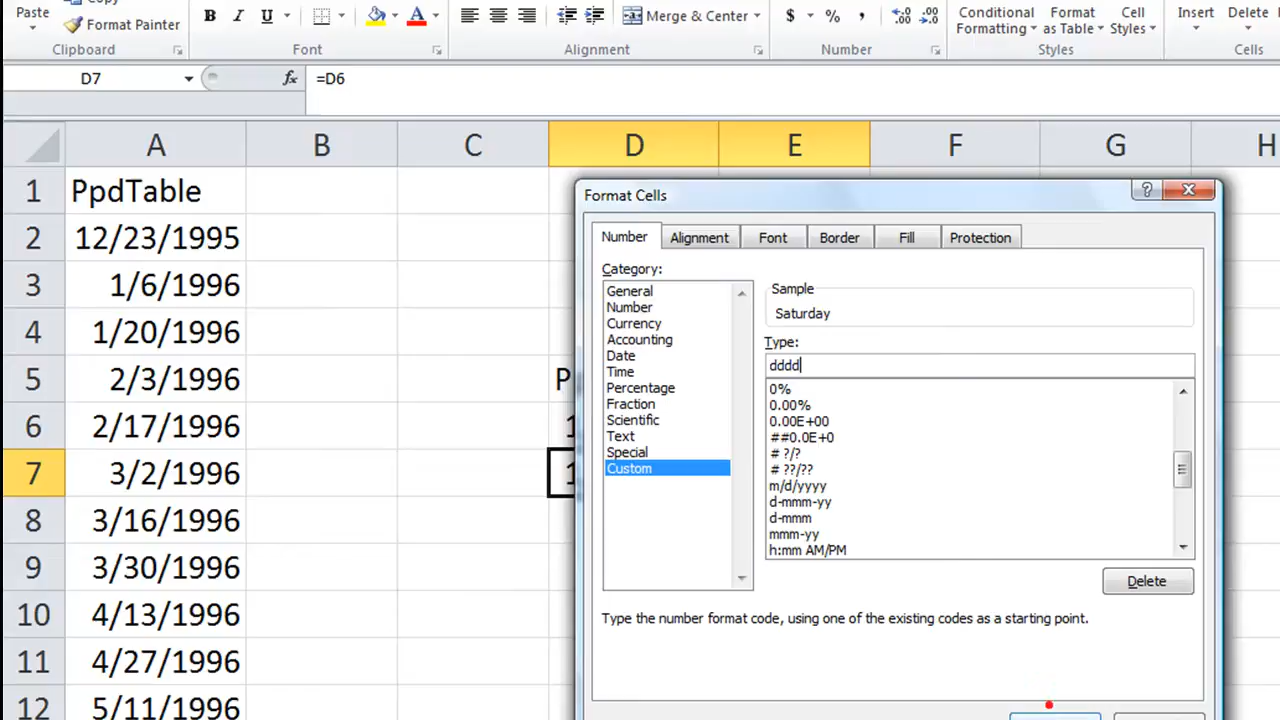 Paste
Format Painter
B I U A
Merge & Center
$ % ,
Conditional Formatting
Format as Table
Cell Styles
Insert Delete
Clipboard Font Alignment Number Styles Cells
D7 fx =D6
A B C D E F G H
1 PpdTable
2 12/23/1995
3 1/6/1996
4 1/20/1996
5 2/3/1996
6 2/17/1996
7 3/2/1996
8 3/16/1996
9 3/30/1996
10 4/13/1996
11 4/27/1996
12 5/11/1996
Format Cells
Number Alignment Font Border Fill Protection
Category:
General
Number
Currency
Accounting
Date
Time
Percentage
Fraction
Scientific
Text
Special
Custom
Sample
Saturday
Type:
dddd
0%
0.00%
0.00E+00
##0.0E+0
# ?/?
# ??/??
m/d/yyyy
d-mmm-yy
d-mmm
mmm-yy
h:mm AM/PM
Delete
Type the number format code, using one of the existing codes as a starting point.